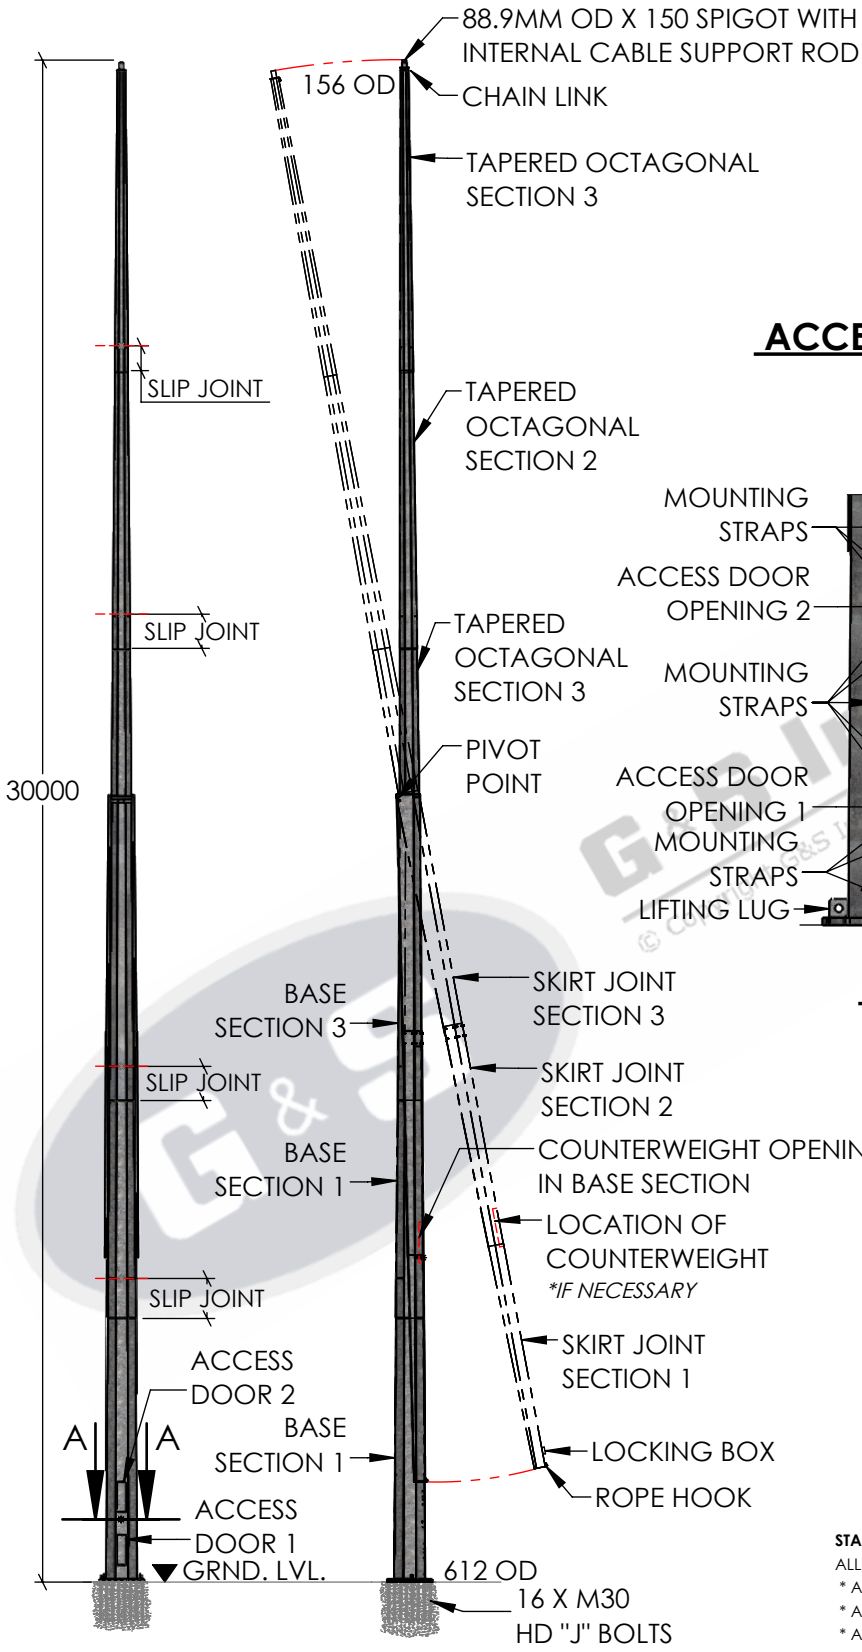 88.9MM OD X 150 SPIGOT WITH
INTERNAL CABLE SUPPORT ROD
156 OD
CHAIN LINK
TAPERED OCTAGONAL
SECTION 3
SLIP JOINT
TAPERED
OCTAGONAL
SECTION 2
MOUNTING
STRAPS
ACCESS DOOR
OPENING 2
SLIP JOINT
TAPERED
OCTAGONAL
SECTION 3
MOUNTING
STRAPS
PIVOT
POINT
30000
ACCESS DOOR
OPENING 1
MOUNTING
STRAPS
LIFTING LUG
G&S
© Copyright G&S
BASE
SECTION 3
SKIRT JOINT
SECTION 3
SLIP JOINT
SKIRT JOINT
SECTION 2
G & S
BASE
SECTION 1
COUNTERWEIGHT OPENIN
IN BASE SECTION
LOCATION OF
COUNTERWEIGHT
*IF NECESSARY
SLIP JOINT
SKIRT JOINT
SECTION 1
ACCESS
DOOR 2
A A
BASE
SECTION 1
LOCKING BOX
ROPE HOOK
ACCESS
DOOR 1
GRND. LVL.
612 OD
16 X M30
HD "J" BOLTS
ACCE
STA
ALL
* A
* A
* A